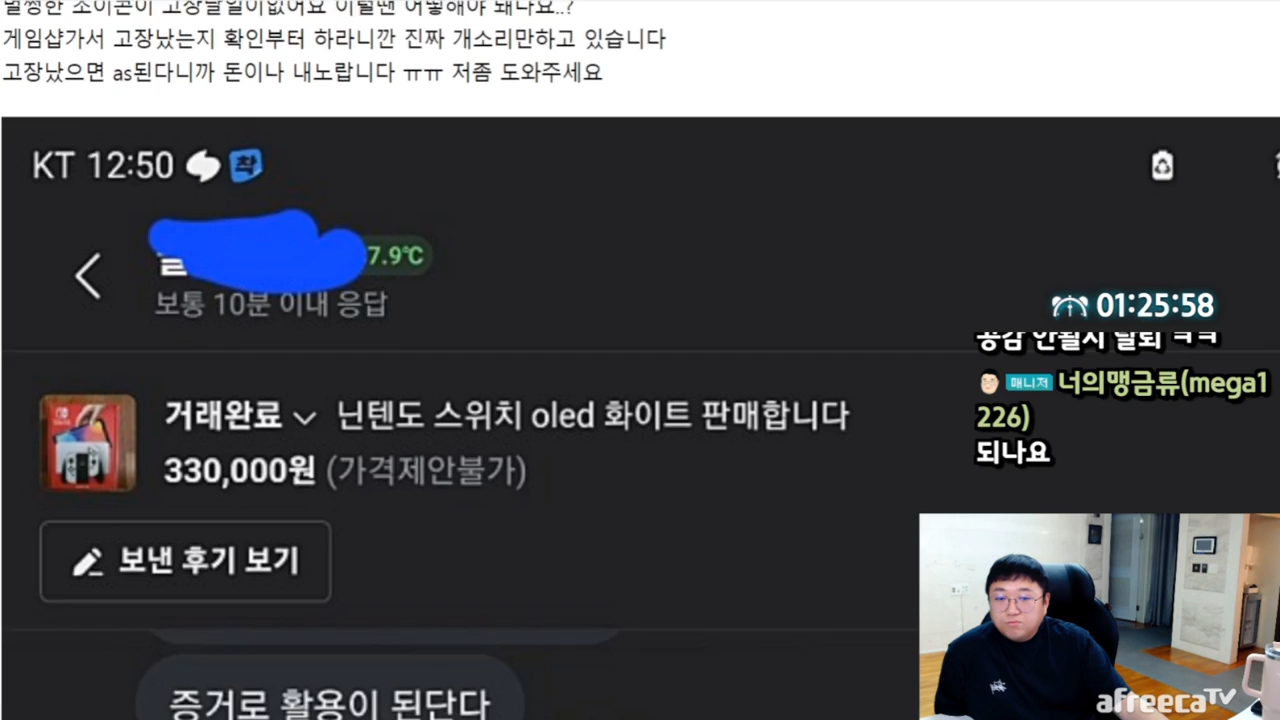 멀쩡한 조이콘이 고장날일이없어요 이럴땐 어떻해야 돼나요..?
게임샵가서 고장났는지 확인부터 하라니깐 진짜 개소리만하고 있습니다
고장났으면 as된다니까 돈이나 내노랍니다 ㅠㅠ 저좀 도와주세요
KT 12:50 착
7.9℃
보통 10분 이내 응답
01:25:58
공감 안될시 탈퇴 ㅋㅋ
매니저 너의맹금류(mega1
226)
되나요
거래완료 닌텐도 스위치 oled 화이트 판매합니다
330,000원 (가격제안불가)
보낸 후기 보기
증거로 활용이 된단다
afreecaTV